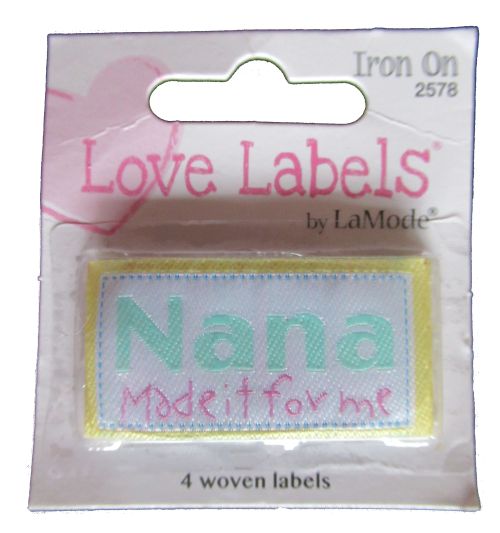 Iron On
2578
Love Labels®
by LaMode®
Nana
Made it for me
4 woven labels